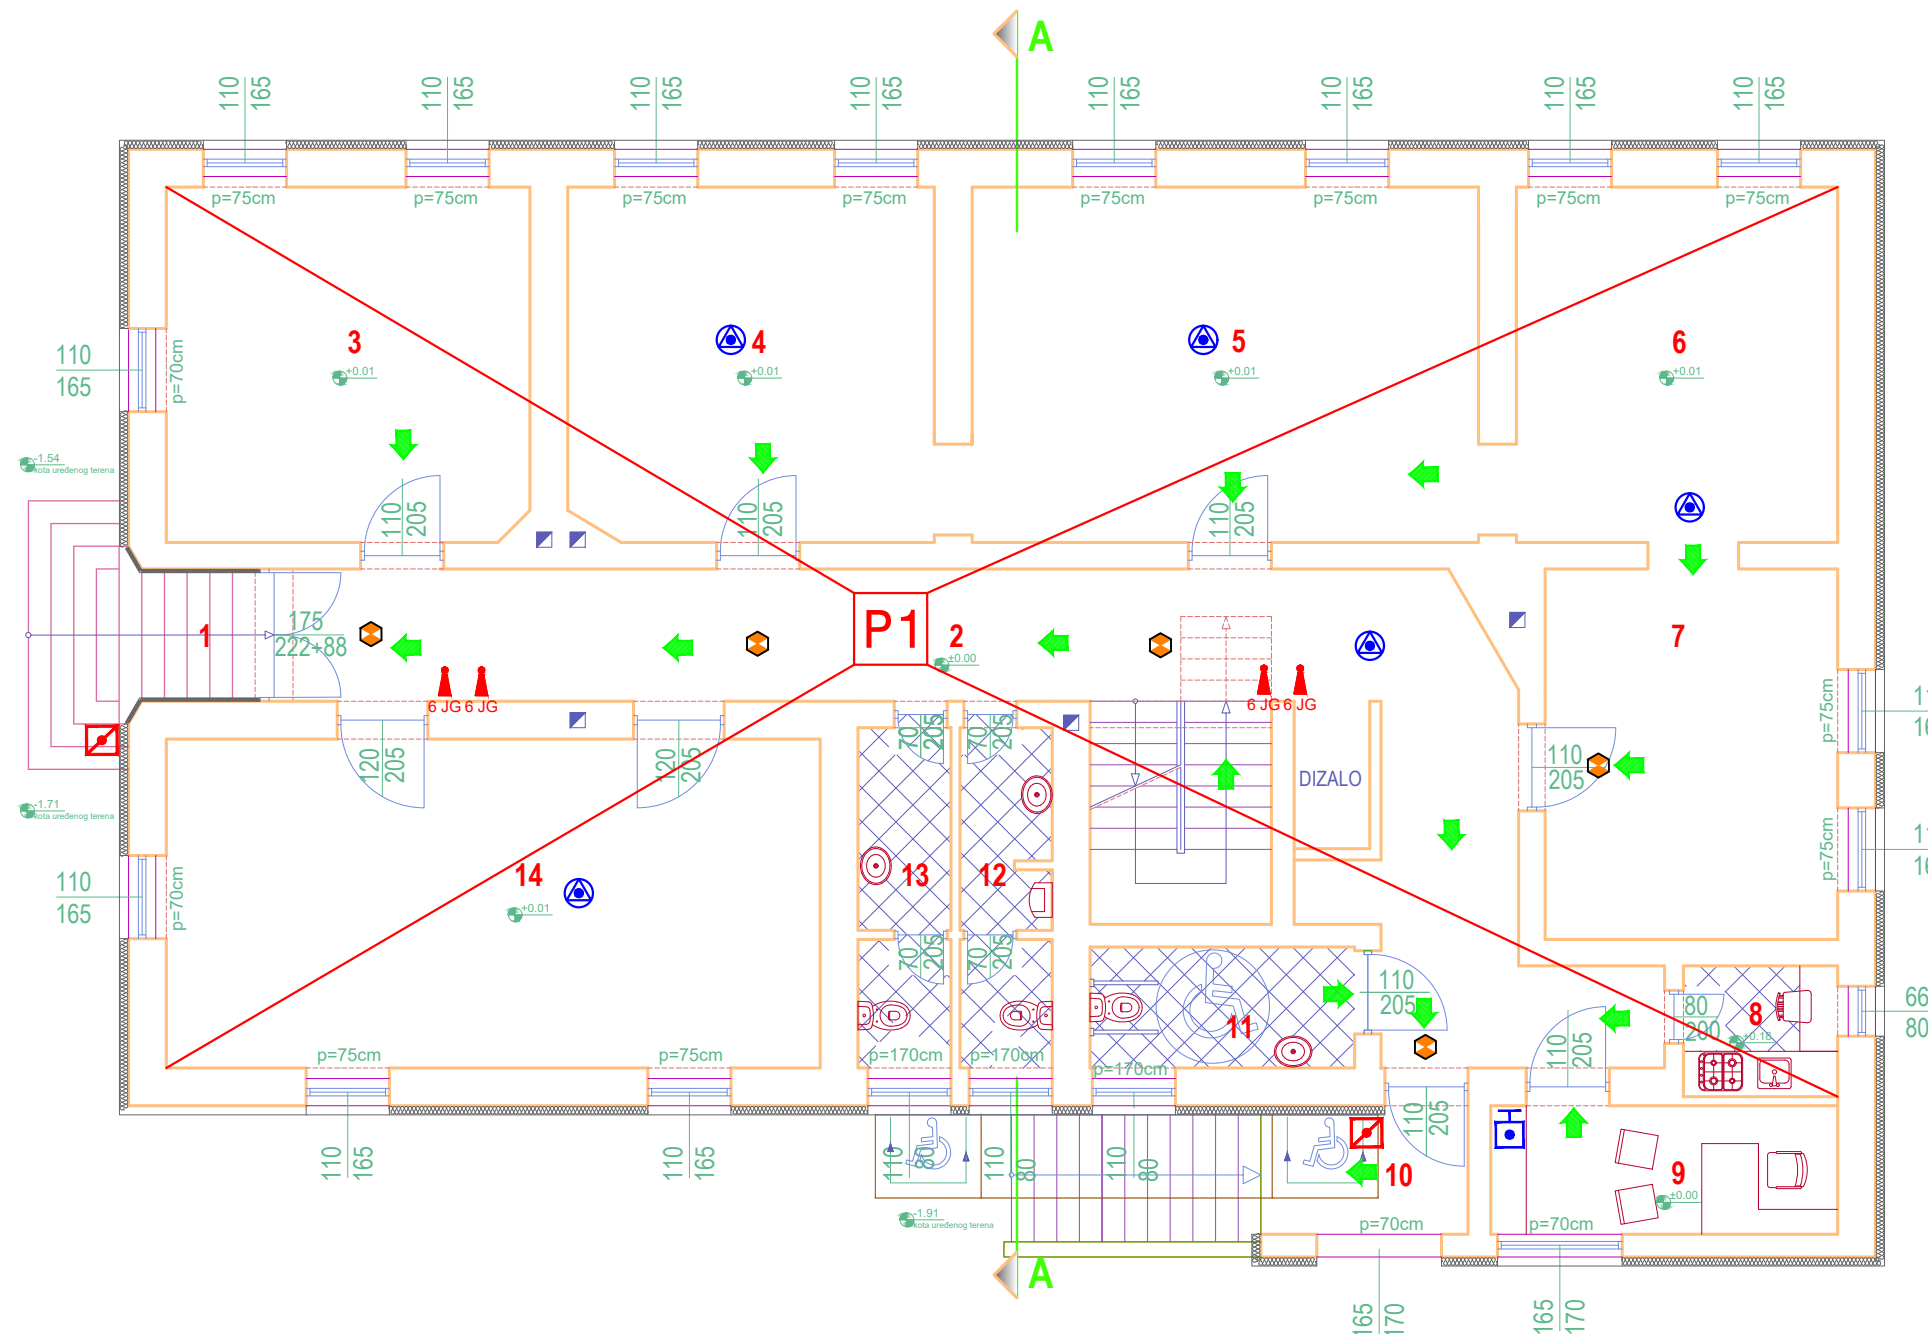 A
110 165
110 165
110 165
110 165
110 165
110 165
110 165
110 165
p=75cm
p=75cm
p=75cm
p=75cm
p=75cm
p=75cm
p=75cm
p=75cm
3
4
5
6
+0.01
+0.01
+0.01
+0.01
110
165
p=70cm
-1.54
kota uređenog terena
110 205
110 205
110 205
1
175
222+88
P1
2
±0.00
7
6 JG
6 JG
6 JG
6 JG
120 205
120 205
70 205
70 205
DIZALO
110
205
p=75cm
p=75cm
-1.71
kota uređenog terena
110
165
p=70cm
14
+0.01
13
12
70 205
70 205
11
110
205
110 205
80
200
8
+0.18
66
80
p=75cm
p=75cm
p=170cm
p=170cm
p=170cm
110 165
110 165
110 80
110 80
110 80
110 205
10
9
±0.00
-1.91
kota uređenog terena
p=70cm
p=70cm
A
165 170
165 170